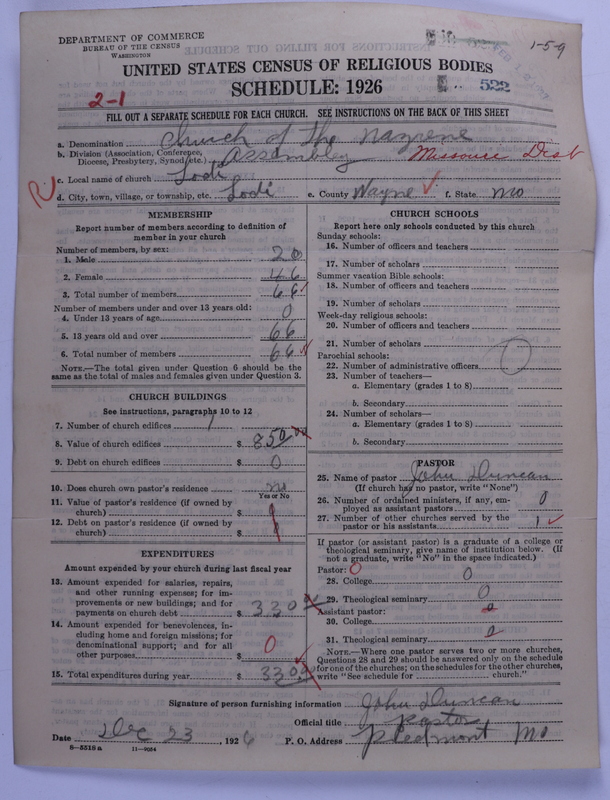 DEPARTMENT OF COMMERCE
BUREAU OF THE CENSUS
WASHINGTON
1-5-9
UNITED STATES CENSUS OF RELIGIOUS BODIES
SCHEDULE: 1926
522
2-1
FILL OUT A SEPARATE SCHEDULE FOR EACH CHURCH. SEE INSTRUCTIONS ON THE BACK OF THIS SHEET
a. Denomination Church of The Nazrene
b. Division (Association, Conference, Diocese, Presbytery, Synod, etc.) Assembley Missouri Dist
c. Local name of church Lodi
d. City, town, village, or township, etc. Lodi e. County Wayne f. State Mo
MEMBERSHIP
Report number of members according to definition of
member in your church
Number of members, by sex:
1. Male 20
2. Female 46
3. Total number of members 66
Number of members under and over 13 years old:
4. Under 13 years of age 0
5. 13 years old and over 66
6. Total number of members 66
NOTE.—The total given under Question 6 should be the
same as the total of males and females given under Question 3.
CHURCH BUILDINGS
See instructions, paragraphs 10 to 12
7. Number of church edifices 1
8. Value of church edifices $ 850
9. Debt on church edifices $ 0
10. Does church own pastor's residence no
Yes or No
11. Value of pastor's residence (if owned by
church) $
12. Debt on pastor's residence (if owned by
church) $
EXPENDITURES
Amount expended by your church during last fiscal year
13. Amount expended for salaries, repairs,
and other running expenses; for im-
provements or new buildings; and for
payments on church debt $ 330
14. Amount expended for benevolences, in-
cluding home and foreign missions; for
denominational support; and for all
other purposes $ 0
15. Total expenditures during year $ 330
CHURCH SCHOOLS
Report here only schools conducted by this church
Sunday schools:
16. Number of officers and teachers
17. Number of scholars
Summer vacation Bible schools:
18. Number of officers and teachers
19. Number of scholars
Week-day religious schools:
20. Number of officers and teachers
21. Number of scholars
Parochial schools:
22. Number of administrative officers
23. Number of teachers—
a. Elementary (grades 1 to 8)
b. Secondary
24. Number of scholars—
a. Elementary (grades 1 to 8)
b. Secondary
PASTOR
25. Name of pastor John Duncan
(If church has no pastor, write "None")
26. Number of ordained ministers, if any, em-
ployed as assistant pastors 0
27. Number of other churches served by the
pastor or his assistants 1
If pastor (or assistant pastor) is a graduate of a college or
theological seminary, give name of institution below. (If
not a graduate, write "No" in the space indicated.)
Pastor: 0
28. College 0
29. Theological seminary 0
Assistant pastor: 0
30. College
31. Theological seminary 0
NOTE.—Where one pastor serves two or more churches,
Questions 28 and 29 should be answered only on the schedule
for one of the churches; on the schedules for the other churches,
write "See schedule for church."
Signature of person furnishing information John Duncan
Official title Pastor
Date Dec 23, 1926 P. O. Address Piedmont Mo
8-5518a 11-9034